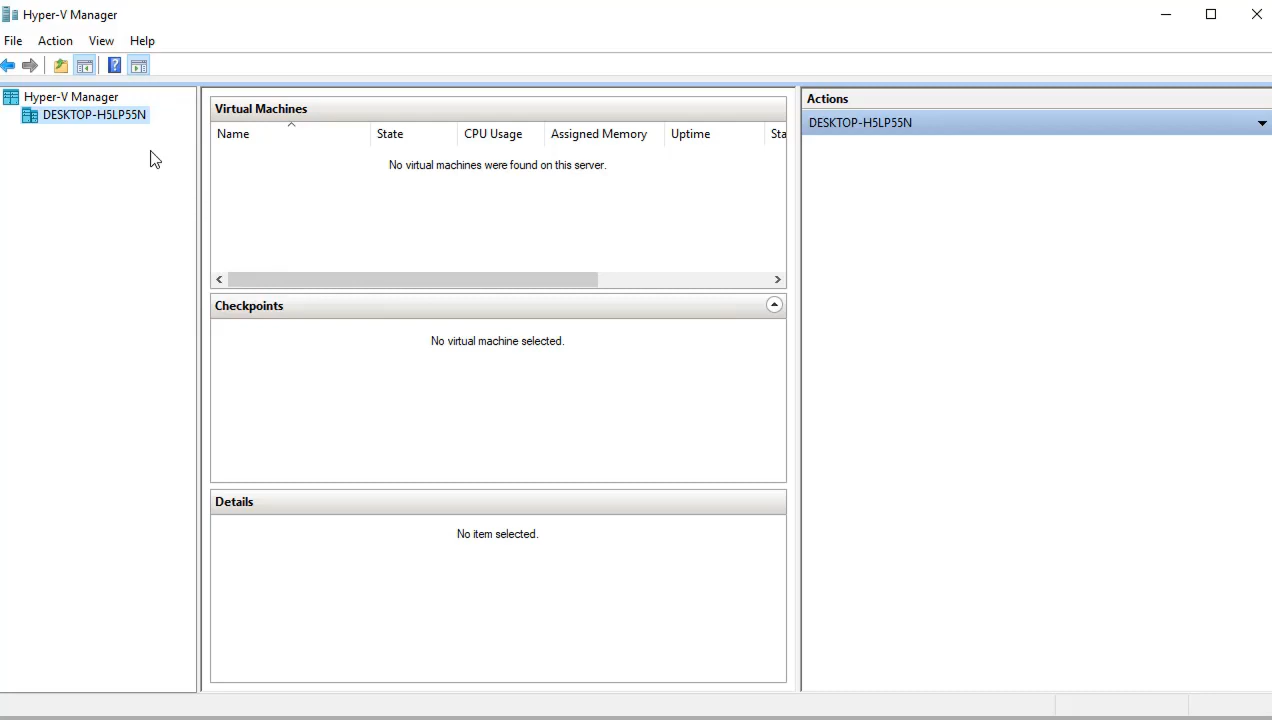 Hyper-V Manager
File Action View Help
Hyper-V Manager
DESKTOP-H5LP55N
Virtual Machines
Name State CPU Usage Assigned Memory Uptime Sta
No virtual machines were found on this server.
Checkpoints
No virtual machine selected.
Details
No item selected.
Actions
DESKTOP-H5LP55N